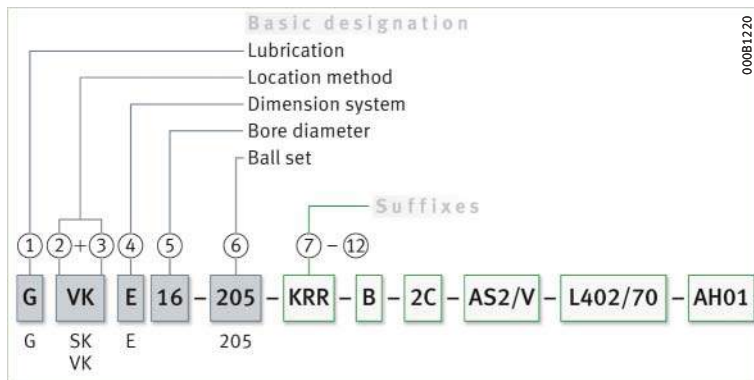 Basic designation
Lubrication
Location method
Dimension system
Bore diameter
Ball set
Suffixes
1 2 + 3 4 5 6 7 – 12
G VK E 16 – 205 – KRR – B – 2C – AS2/V – L402/70 – AH01
G SK E 205
VK
000B1220